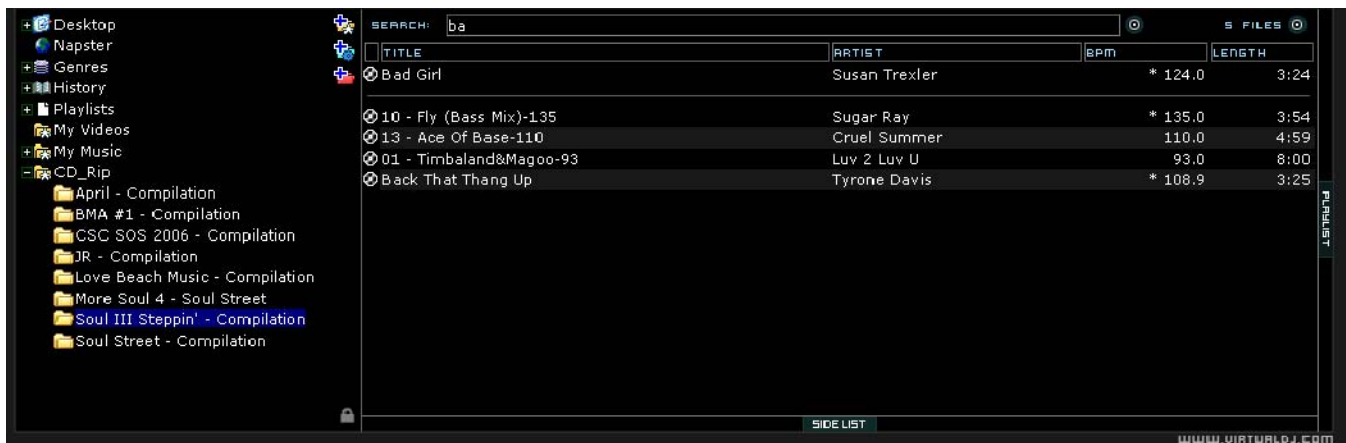 Desktop
Napster
Genres
History
Playlists
My Videos
My Music
CD_Rip
April - Compilation
BMA #1 - Compilation
CSC SOS 2006 - Compilation
JR - Compilation
Love Beach Music - Compilation
More Soul 4 - Soul Street
Soul III Steppin' - Compilation
Soul Street - Compilation
SEARCH: ba 5 FILES
TITLE ARTIST BPM LENGTH
Bad Girl Susan Trexler * 124.0 3:24
10 - Fly (Bass Mix)-135 Sugar Ray * 135.0 3:54
13 - Ace Of Base-110 Cruel Summer 110.0 4:59
01 - Timbaland&Magoo-93 Luv 2 Luv U 93.0 8:00
Back That Thang Up Tyrone Davis * 108.9 3:25
PLAYLIST
SIDE LIST
www.VIRTUALDJ.com